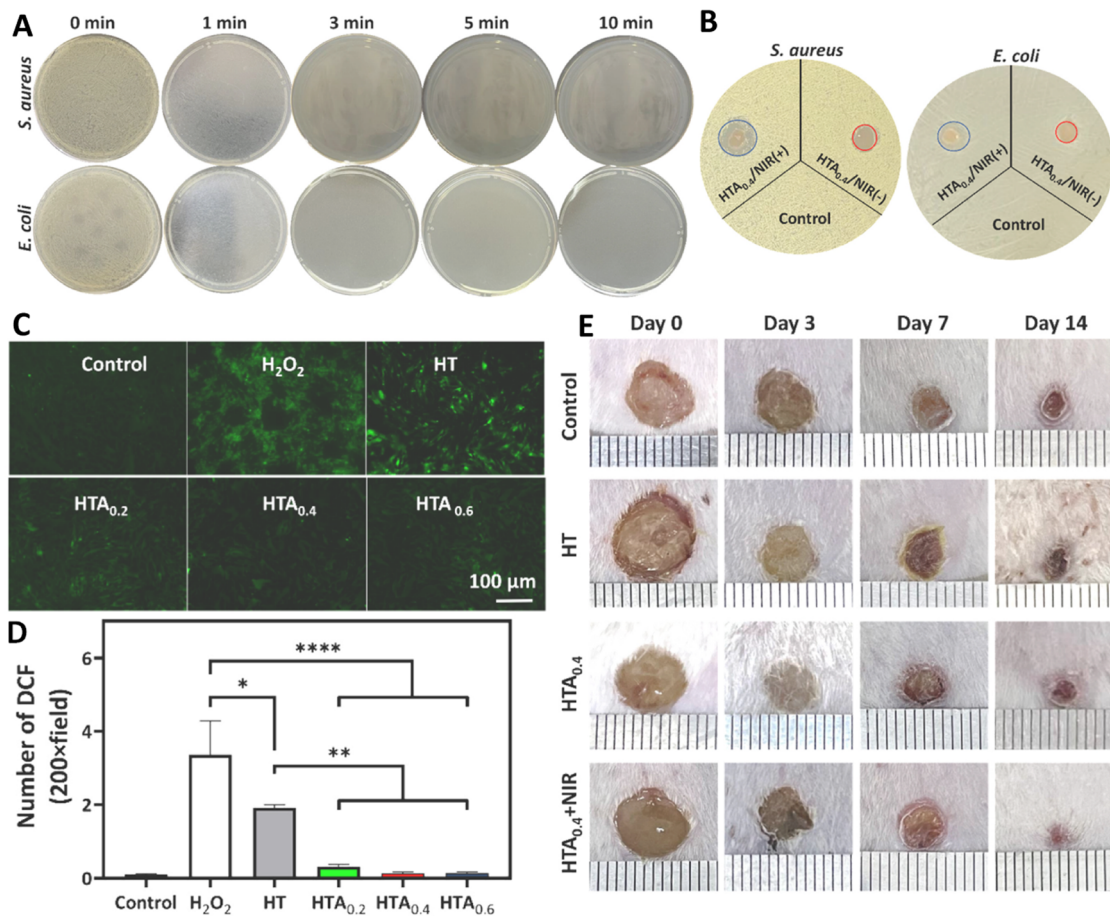 A
0 min 1 min 3 min 5 min 10 min
S. aureus
E. coli
B
S. aureus
HTA0.4/NIR(+)
HTA0.4/NIR(-)
Control
E. coli
HTA0.4/NIR(+)
HTA0.4/NIR(-)
Control
C
Control H2O2 HT
HTA0.2 HTA0.4 HTA0.6
100 μm
D
Number of DCF
(200×field)
6
4
2
0
****
*
**
Control H2O2 HT HTA0.2 HTA0.4 HTA0.6
E
Day 0 Day 3 Day 7 Day 14
Control
HT
HTA0.4
HTA0.4+NIR